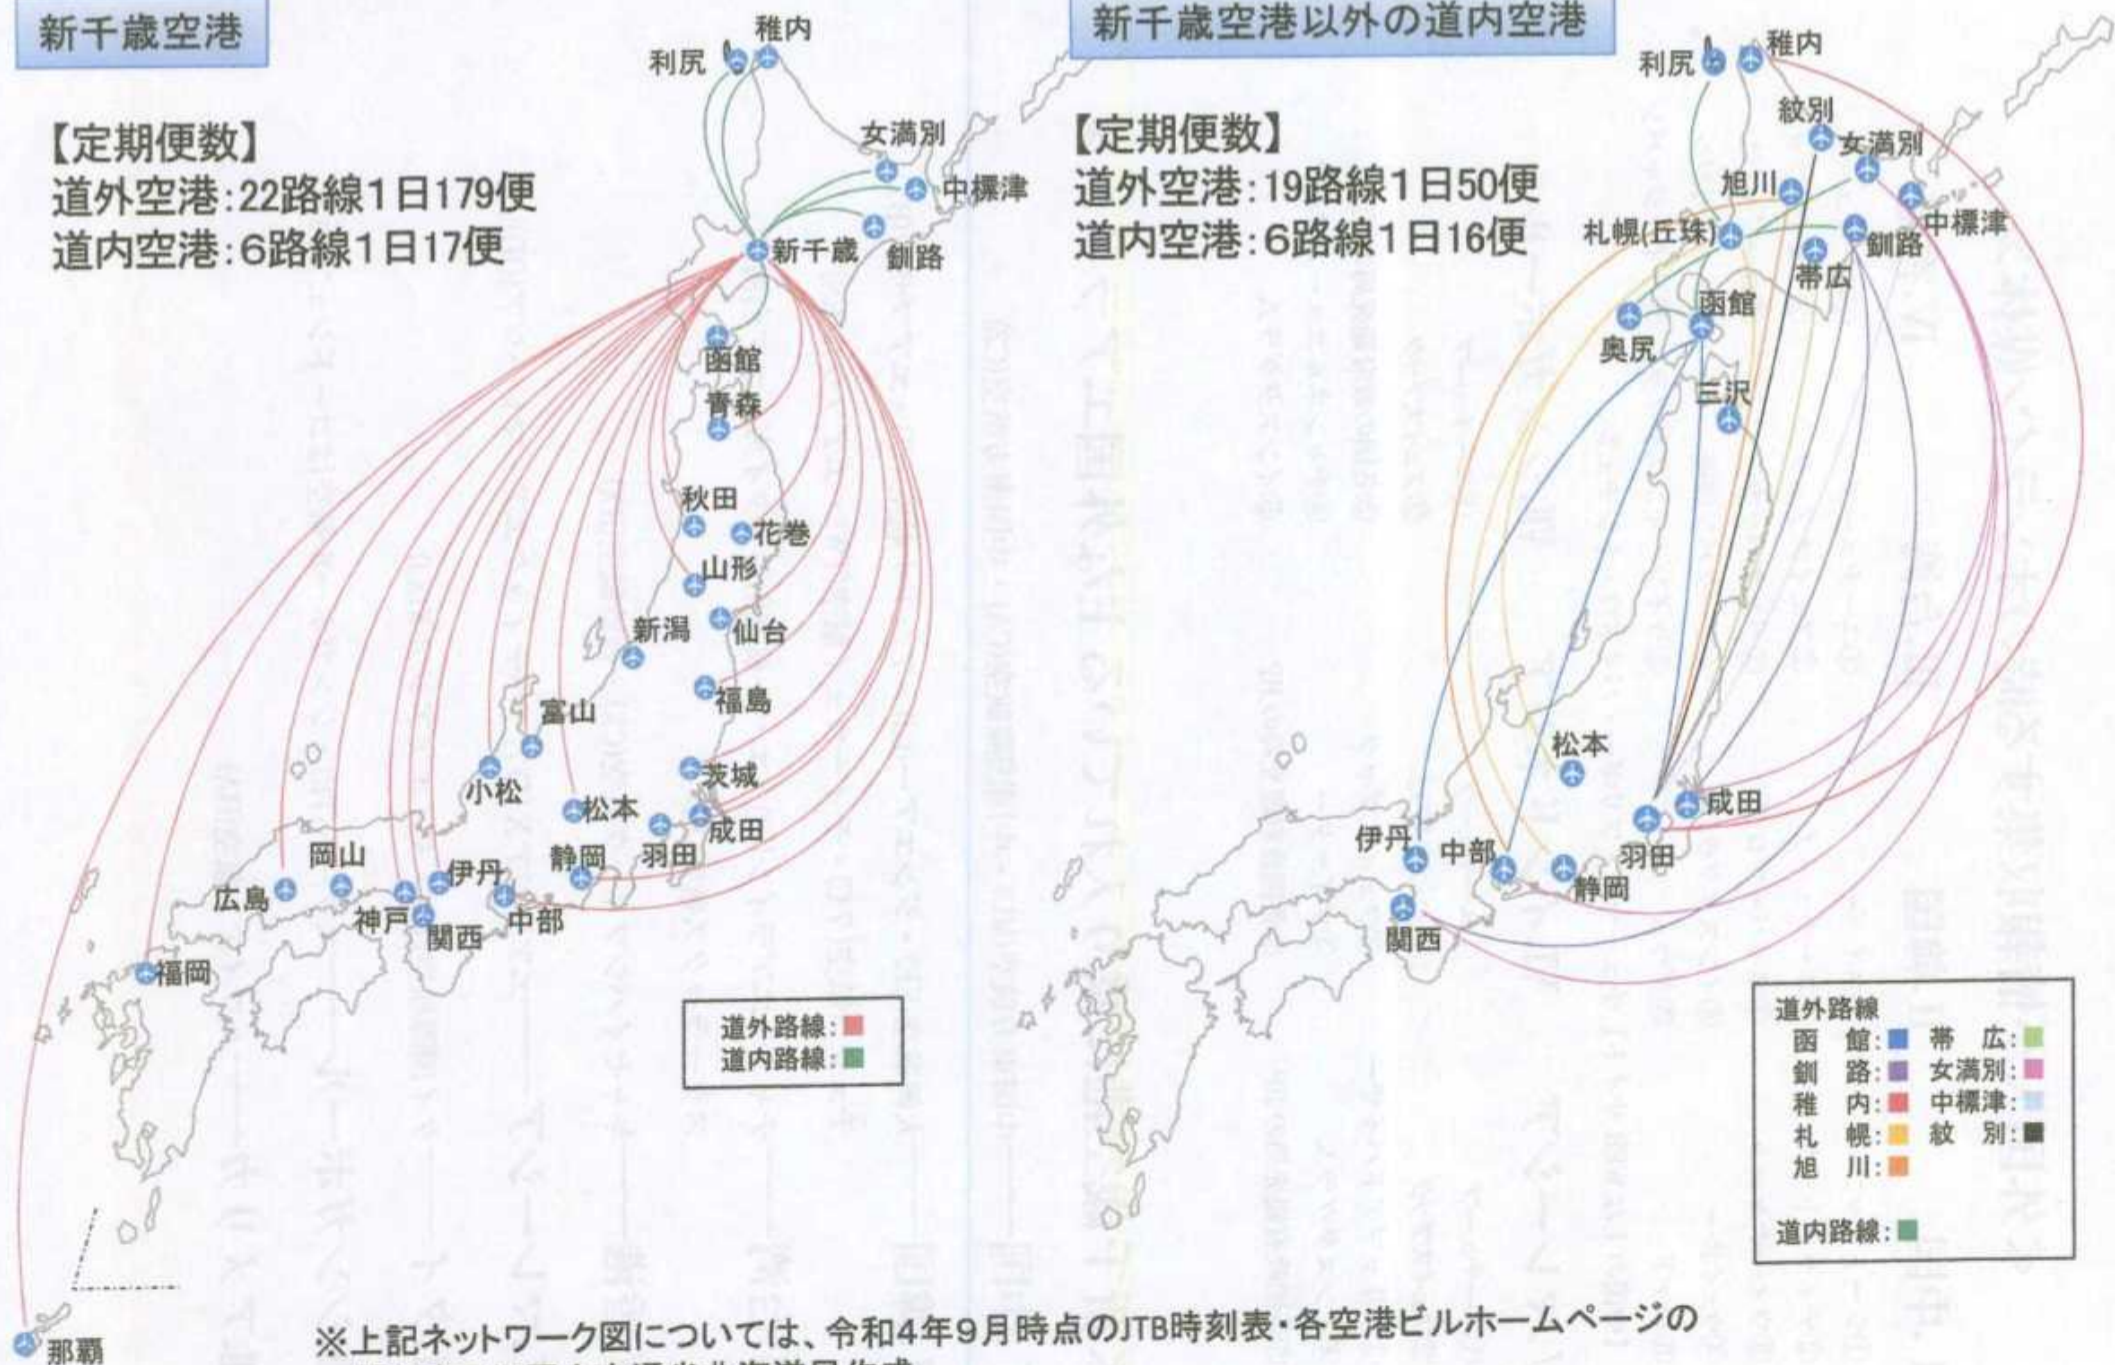 新千歳空港
【定期便数】
道外空港:22路線1日179便
道内空港:6路線1日17便
稚内
利尻
女満別
中標津
新千歳
釧路
函館
青森
秋田
花巻
山形
新潟
仙台
福島
富山
茨城
小松
松本
成田
岡山
静岡
羽田
伊丹
広島
神戸
中部
関西
福岡
道外路線:
道内路線:
那覇
新千歳空港以外の道内空港
【定期便数】
道外空港:19路線1日50便
道内空港:6路線1日16便
稚内
利尻
紋別
女満別
旭川
中標津
札幌(丘珠)
釧路
帯広
函館
奥尻
三沢
松本
成田
伊丹
中部
羽田
静岡
関西
道外路線
函 館: 帯 広:
釧 路: 女満別:
稚 内: 中標津:
札 幌: 紋 別:
旭 川:
道内路線:
※上記ネットワーク図については、令和4年9月時点のJTB時刻表・各空港ビルホームページの